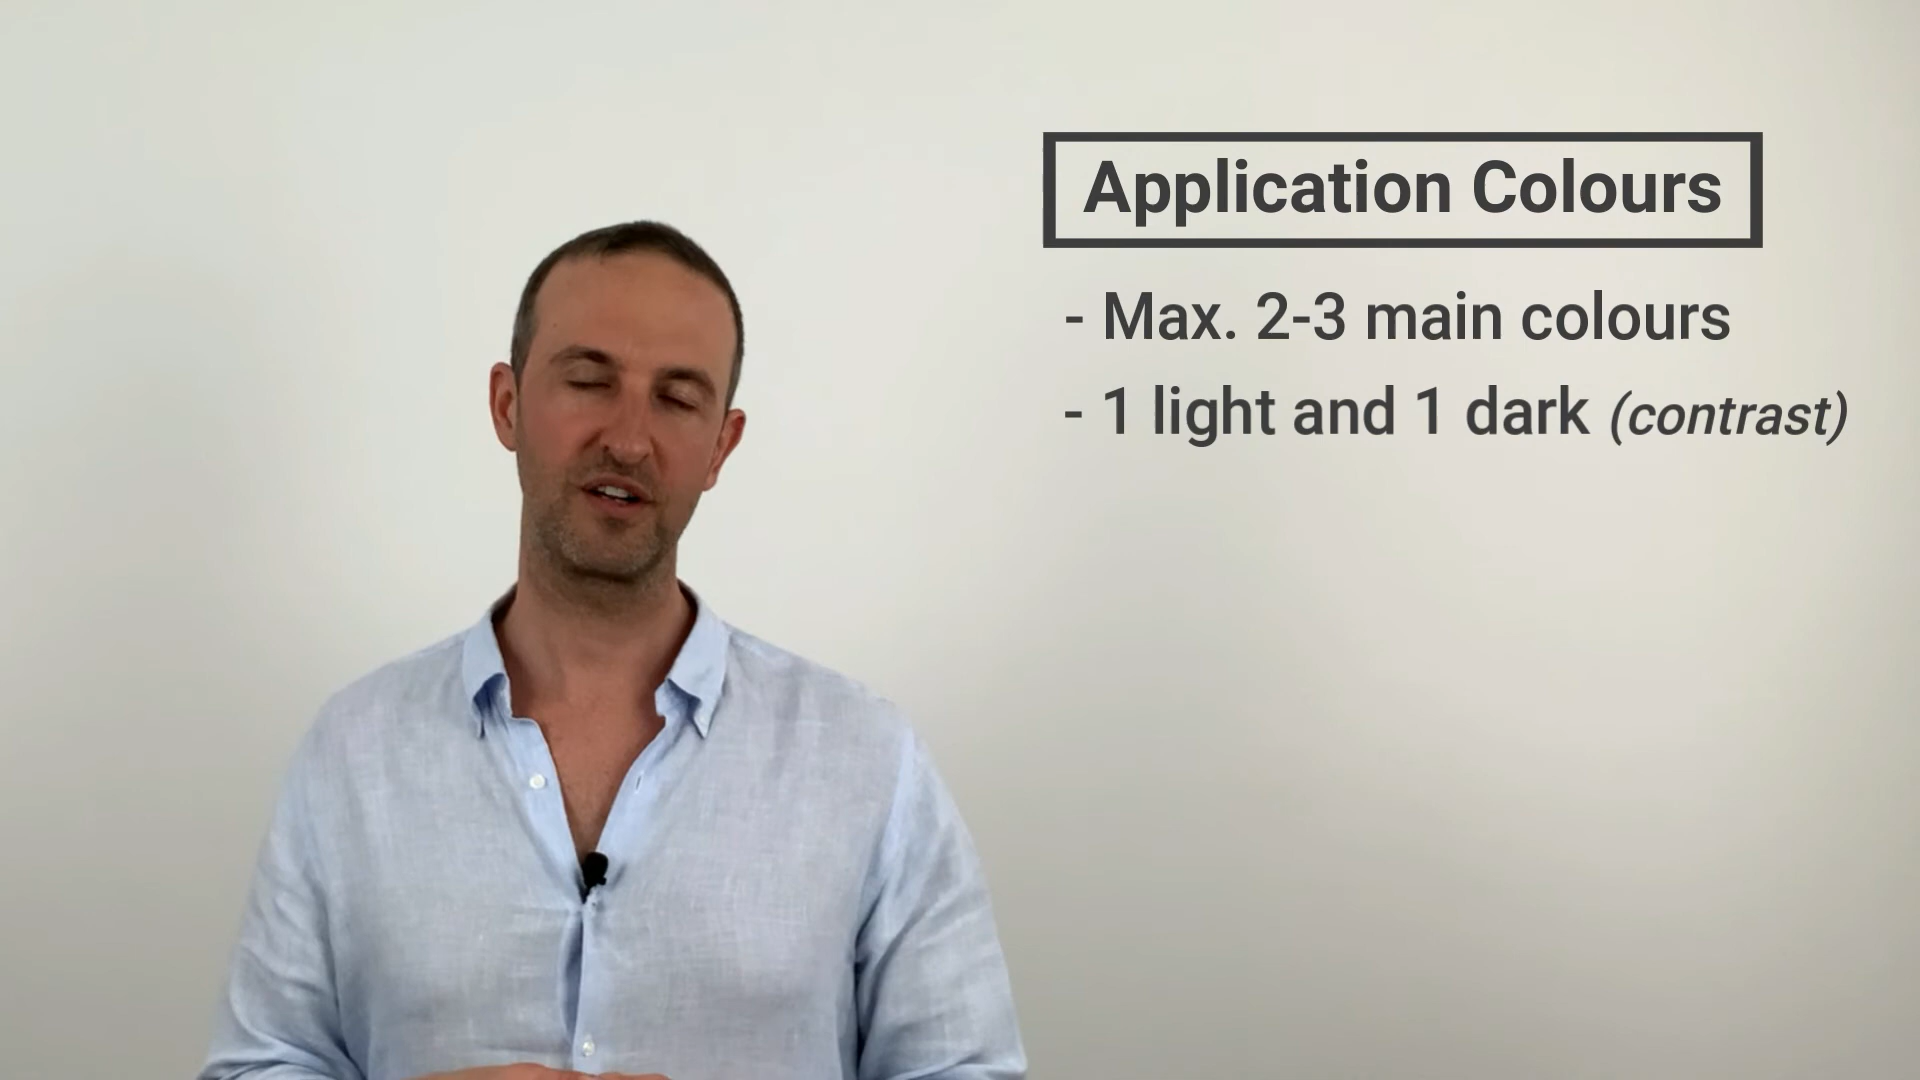 Application Colours
- Max. 2-3 main colours
- 1 light and 1 dark (contrast)